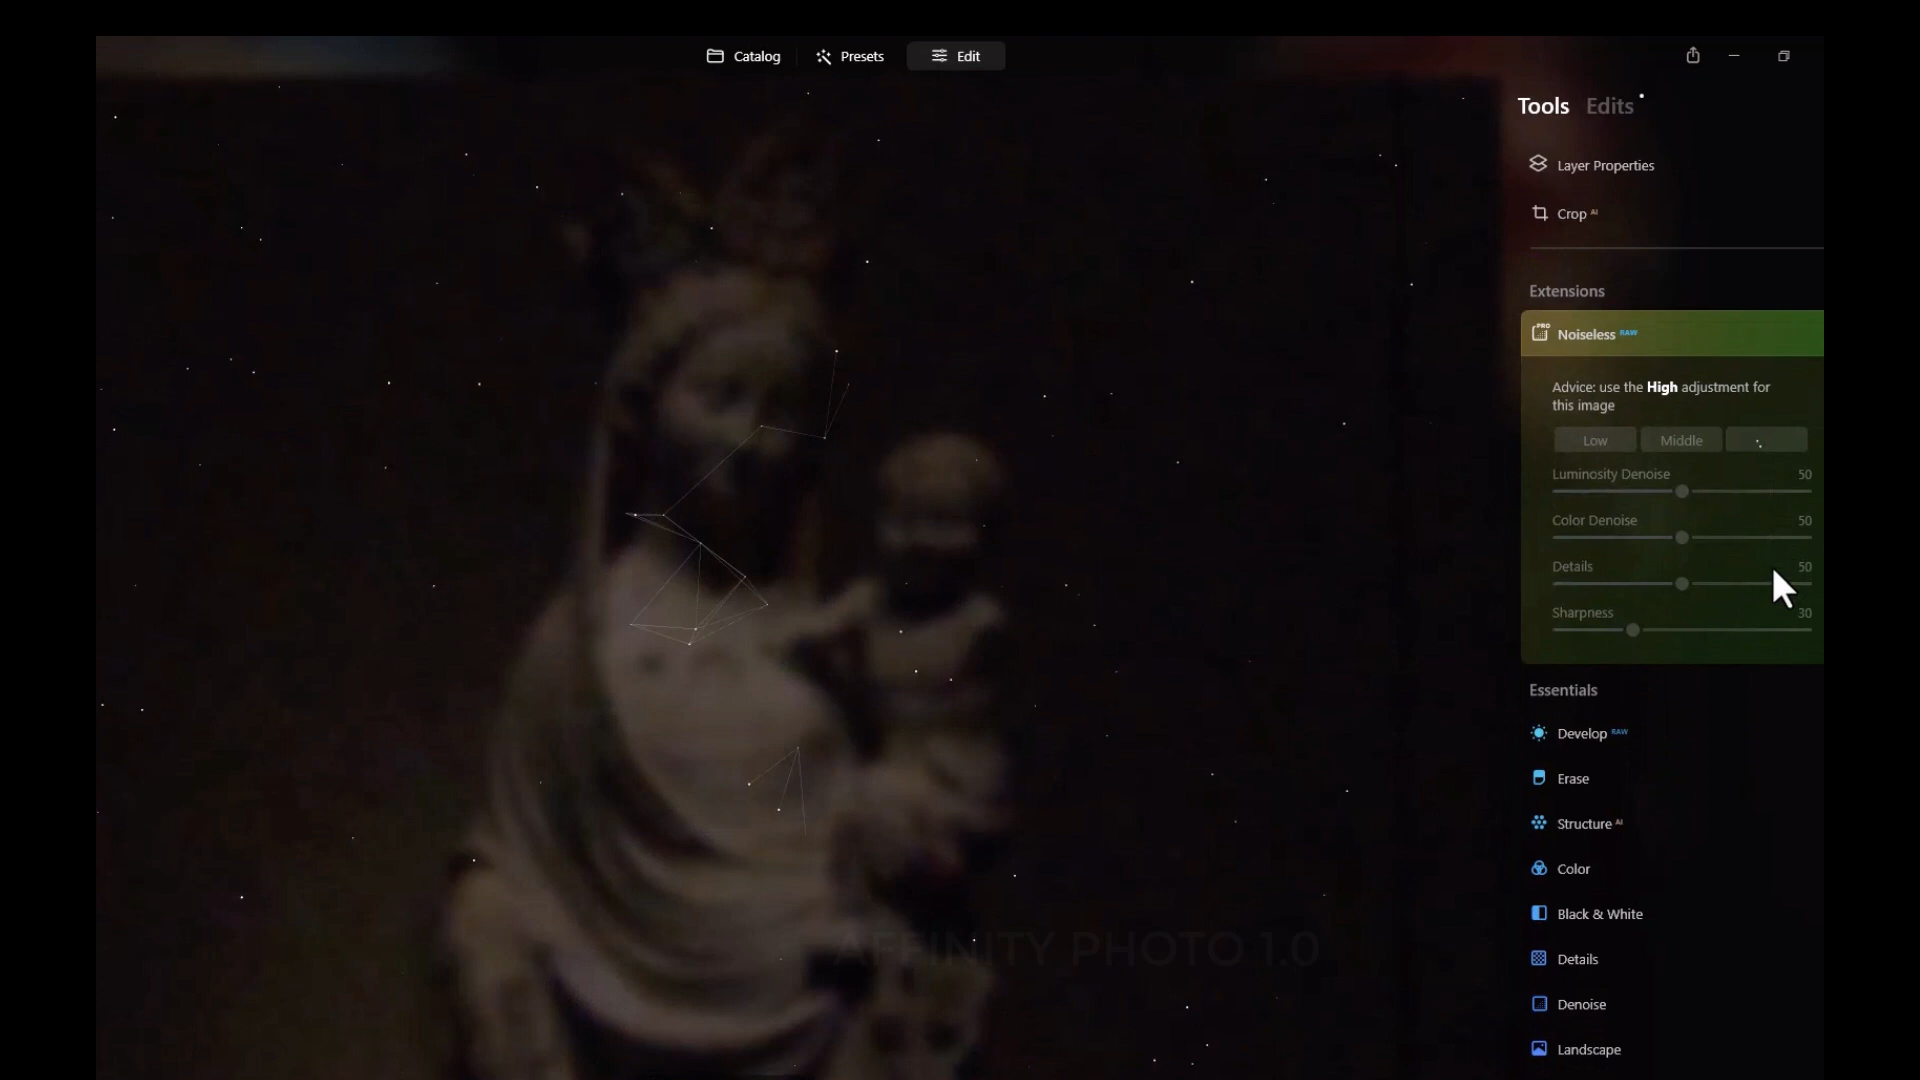 Catalog
Presets
Edit
Tools Edits
Layer Properties
Crop AI
Extensions
PRO
Noiseless RAW
Advice: use the High adjustment for
this image
Low
Middle
Luminosity Denoise 50
Color Denoise 50
Details 50
Sharpness 30
Essentials
Develop RAW
Erase
Structure AI
Color
Black & White
AFFINITY PHOTO 1.0
Details
Denoise
Landscape